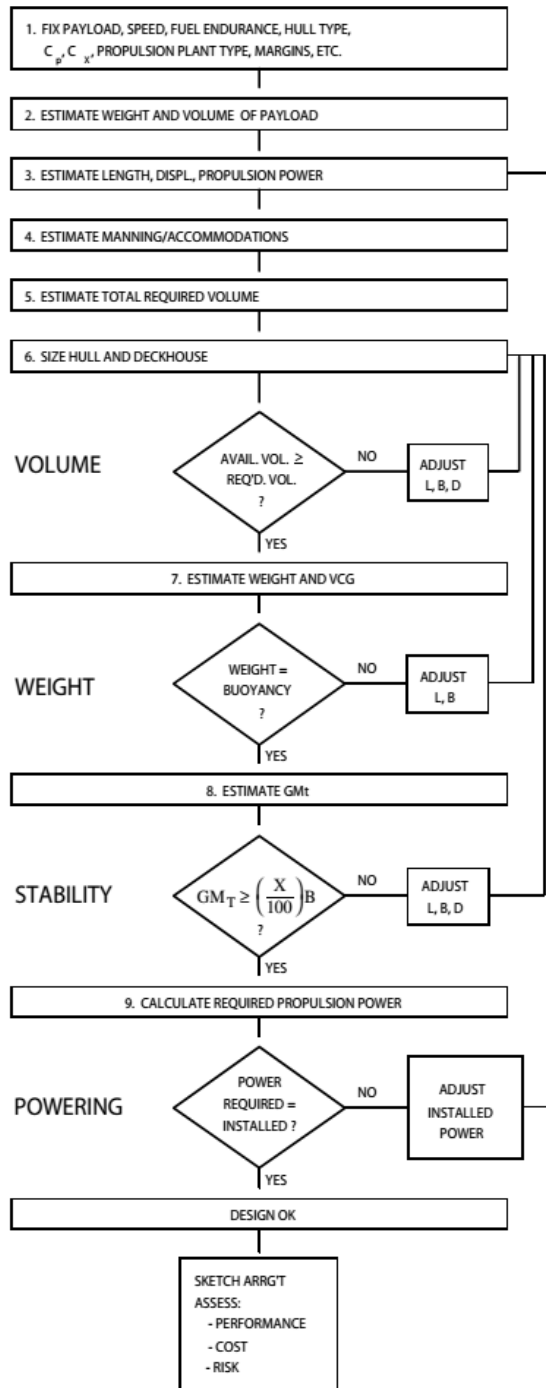 1. FIX PAYLOAD, SPEED, FUEL ENDURANCE, HULL TYPE,
C p, C x, PROPULSION PLANT TYPE, MARGINS, ETC.
2. ESTIMATE WEIGHT AND VOLUME OF PAYLOAD
3. ESTIMATE LENGTH, DISPL., PROPULSION POWER
4. ESTIMATE MANNING/ACCOMMODATIONS
5. ESTIMATE TOTAL REQUIRED VOLUME
6. SIZE HULL AND DECKHOUSE
VOLUME
AVAIL. VOL. ≥
REQ'D. VOL.
?
NO
ADJUST
L, B, D
YES
7. ESTIMATE WEIGHT AND VCG
WEIGHT
WEIGHT =
BUOYANCY
?
NO
ADJUST
L, B
YES
8. ESTIMATE GMt
STABILITY
GM_T ≥ (X/100)B
?
NO
ADJUST
L, B, D
YES
9. CALCULATE REQUIRED PROPULSION POWER
POWERING
POWER
REQUIRED =
INSTALLED ?
NO
ADJUST
INSTALLED
POWER
YES
DESIGN OK
SKETCH ARRG'T
ASSESS:
- PERFORMANCE
- COST
- RISK